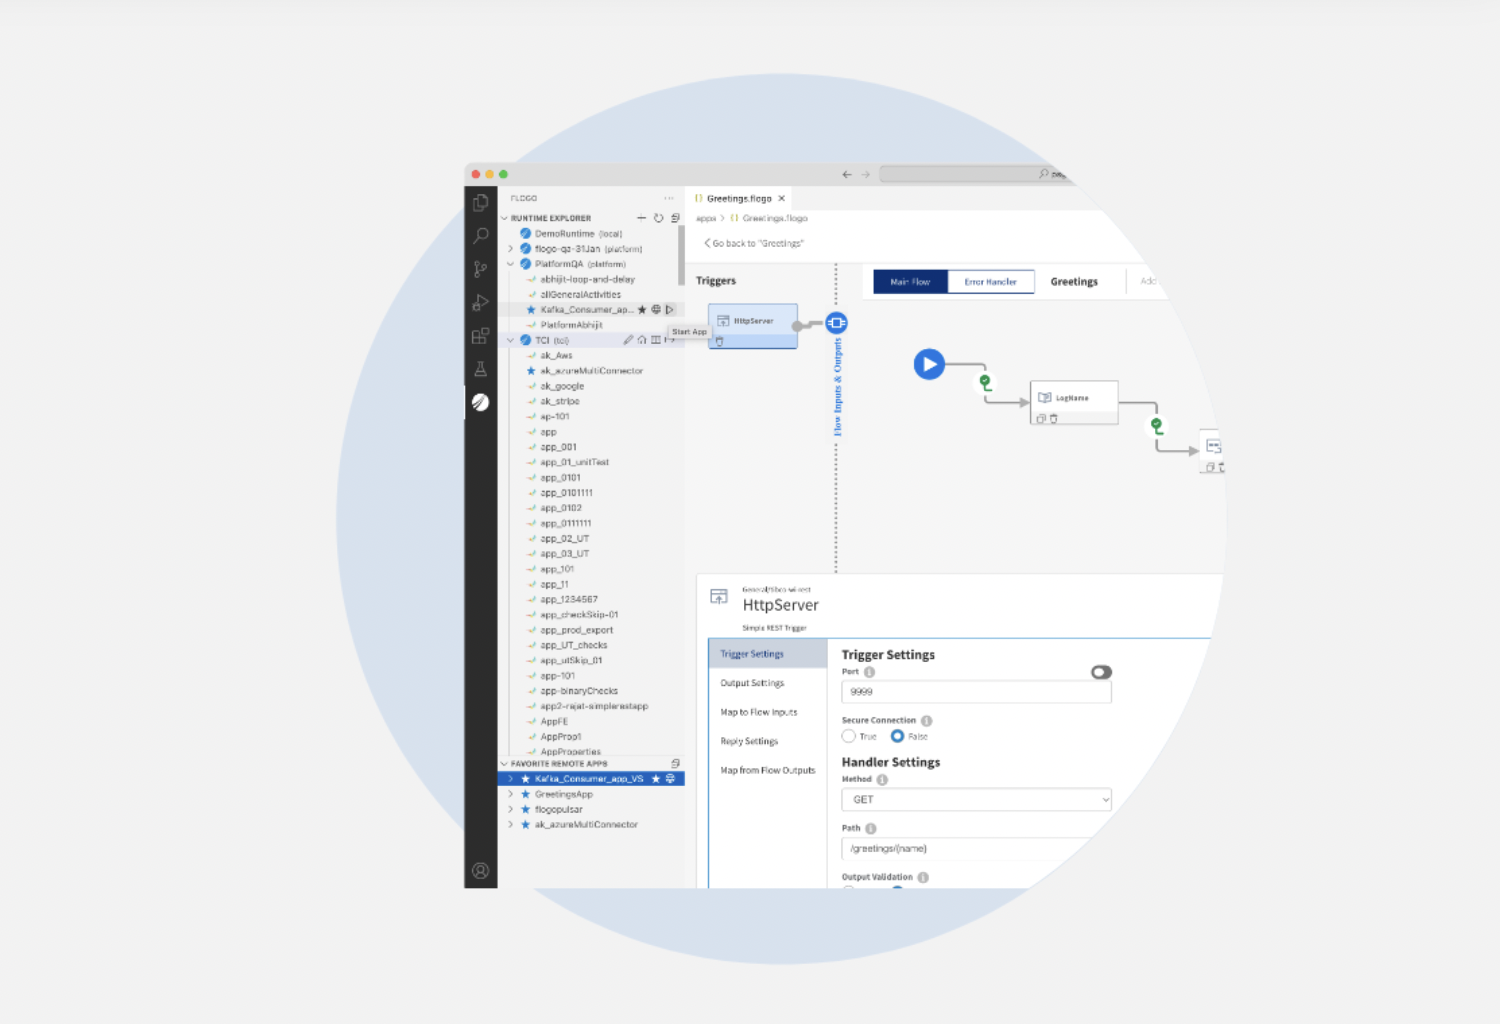 FLOGO
RUNTIME EXPLORER
DemoRuntime (local)
flogo-qa-31Jan (platform)
PlatformQA (platform)
abhijit-loop-and-delay
allGeneralActivities
Kafka_Consumer_ap...
PlatformAbhijit
TCI (tci)
ak_Aws
ak_azureMultiConnector
ak_google
ak_stripe
ap-101
app
app_001
app_01_unitTest
app_0101
app_0101111
app_0102
app_0111111
app_02_UT
app_03_UT
app_101
app_11
app_1234567
app_checkSkip-01
app_prod_export
app_UT_checks
app_utSkip_01
app-101
app-binaryChecks
app2-rajat-simplerestapp
AppFE
AppProp1
AppProperties
FAVORITE REMOTE APPS
Kafka_Consumer_app_VS
GreetingsApp
flogopulsar
ak_azureMultiConnector
Start App
Greetings.flogo
apps > Greetings.flogo
Go back to "Greetings"
Triggers
HttpServer
Flow Inputs & Outputs
Main Flow
Error Handler
Greetings
Add
LogName
HttpServer
Simple REST Trigger
Trigger Settings
Output Settings
Map to Flow Inputs
Reply Settings
Map from Flow Outputs
Trigger Settings
Port
9999
Secure Connection
True
False
Handler Settings
Method
GET
Path
/greetings/{name}
Output Validation